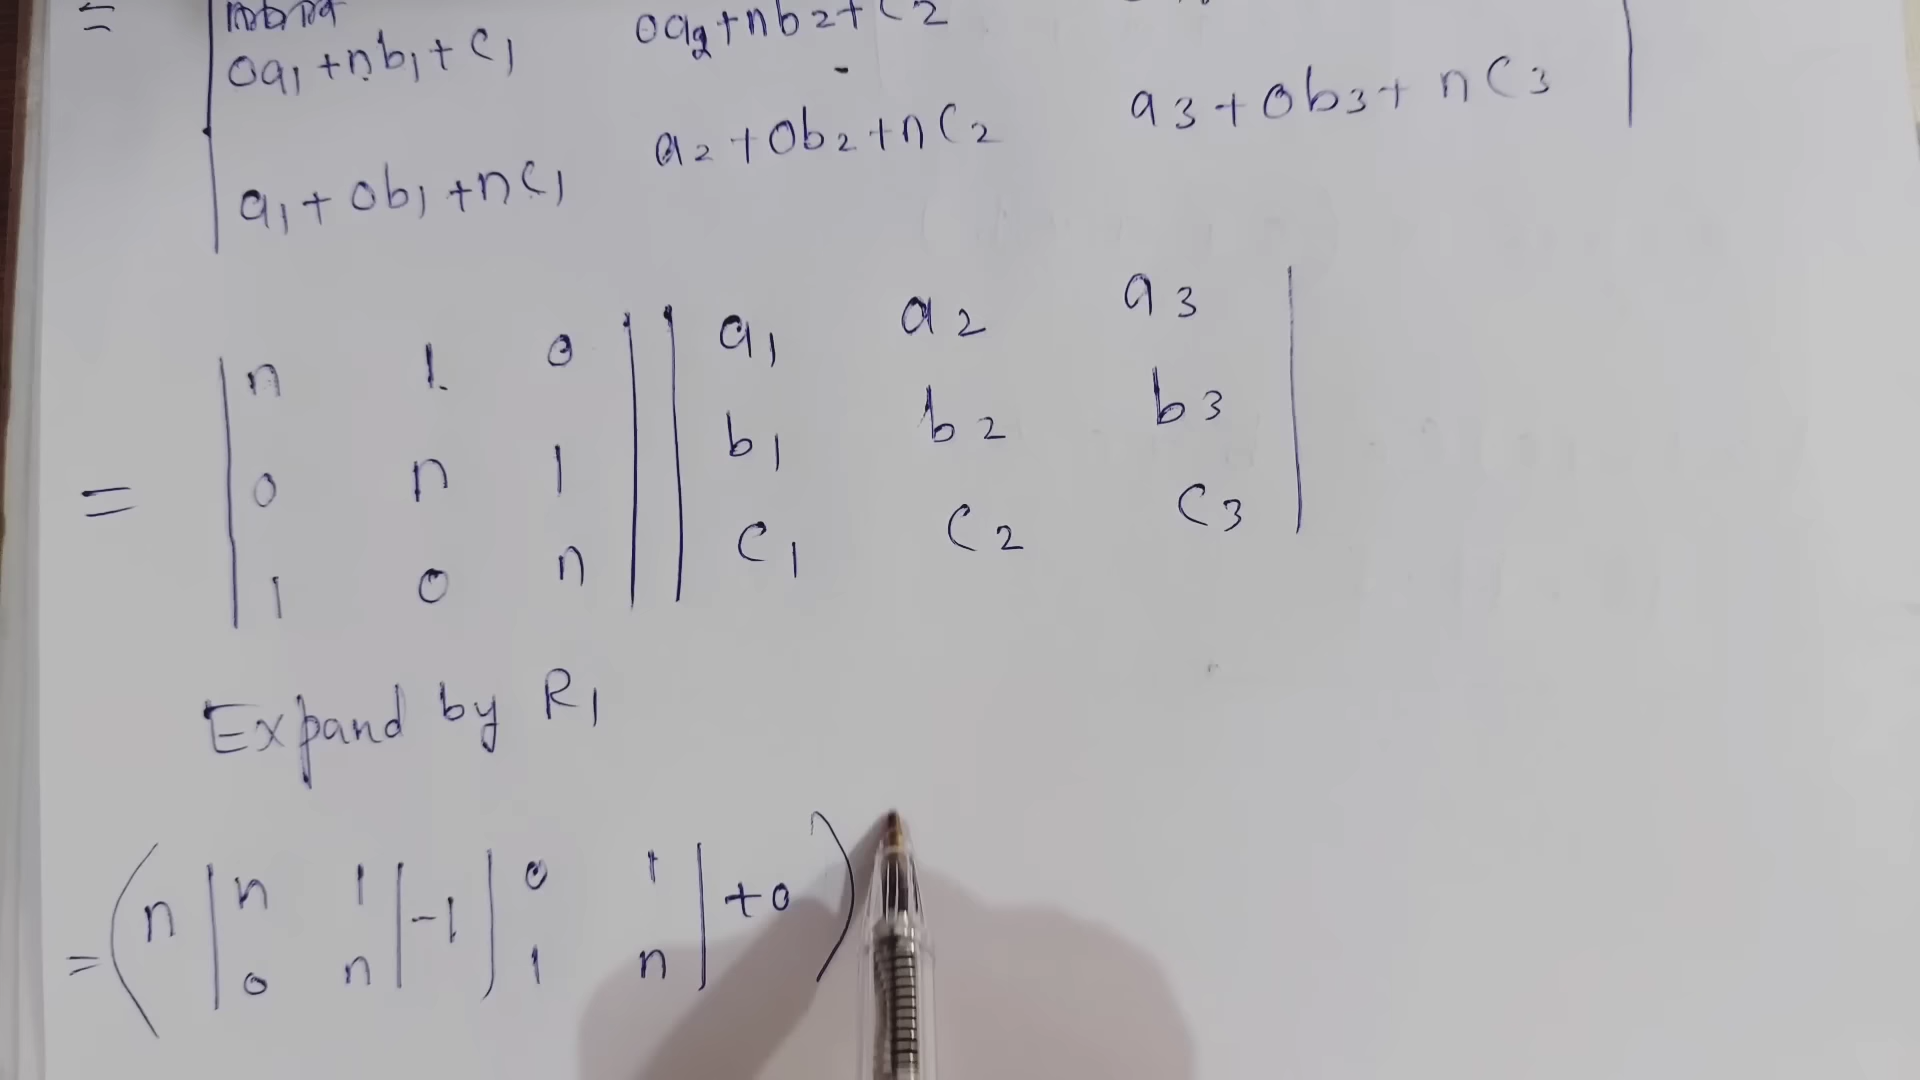 =
oa1 + nb1 + c1 oa2 + nb2 + c2
a1 + ob1 + nc1 a2 + ob2 + nc2 a3 + ob3 + nc3
| n 1 0 | | a1 a2 a3 |
= | 0 n 1 | | b1 b2 b3 |
| 1 0 n | | c1 c2 c3 |
Expand by R1
= ( n | n 1 | -1 | 0 1 | + 0 )
| 0 n | | 1 n |